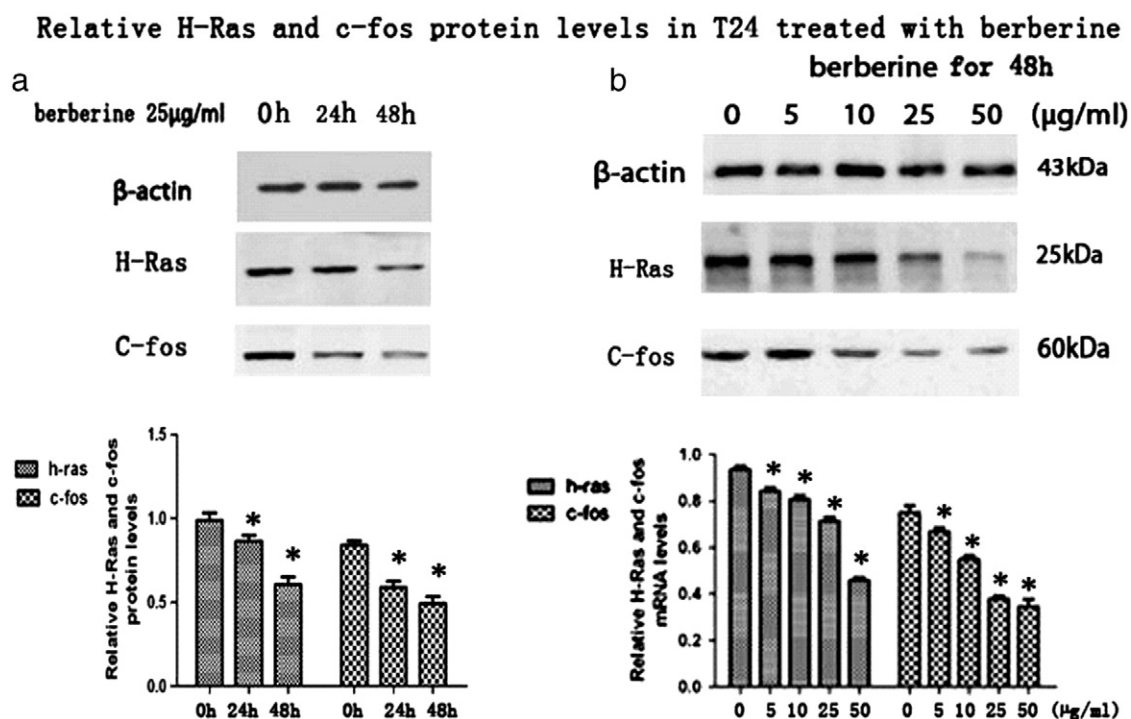 Relative H-Ras and c-fos protein levels in T24 treated with berberine
a
berberine 25μg/ml 0h 24h 48h
β-actin
H-Ras
C-fos
b
berberine for 48h
0 5 10 25 50 (μg/ml)
β-actin 43kDa
H-Ras 25kDa
C-fos 60kDa
Relative H-Ras and c-fos
protein levels
h-ras
c-fos
1.5
1.0
0.5
0.0
* * * *
0h 24h 48h 0h 24h 48h
Relative H-Ras and c-fos
mRNA levels
h-ras
c-fos
1.0
0.8
0.6
0.4
0.2
0.0
* * * * * * * *
0 5 10 25 50 0 5 10 25 50 (μg/ml)